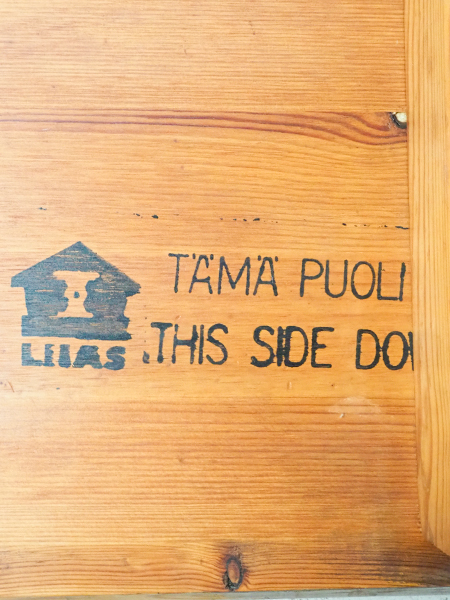 TÄMÄ PUOLI
THIS SIDE DO
LIIAS